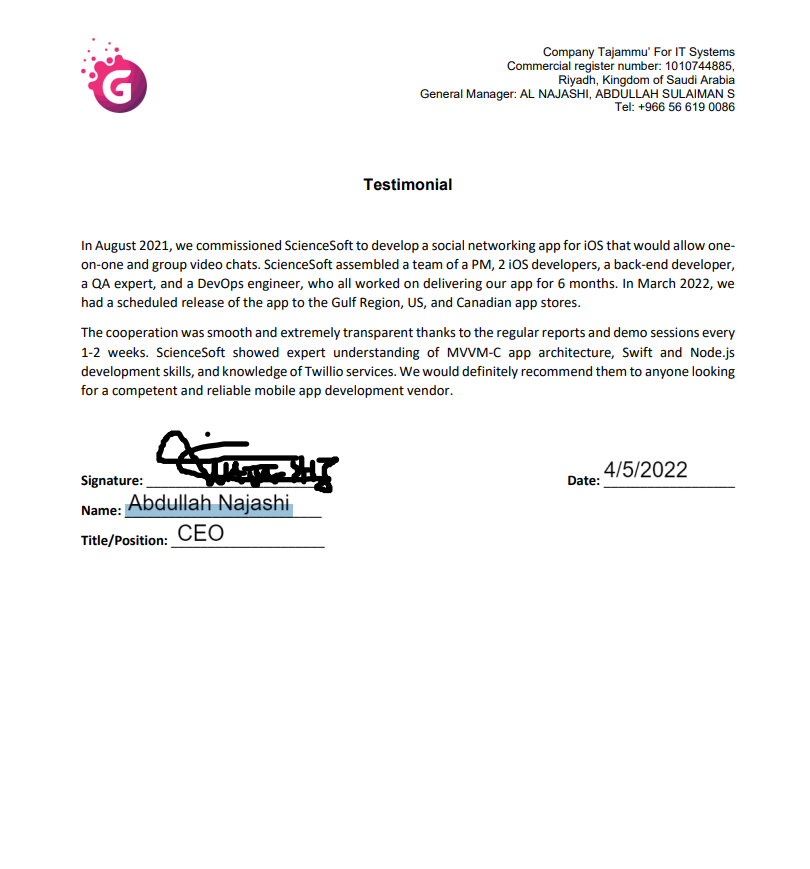 G
Company Tajammu' For IT Systems
Commercial register number: 1010744885,
Riyadh, Kingdom of Saudi Arabia
General Manager: AL NAJASHI, ABDULLAH SULAIMAN S
Tel: +966 56 619 0086
Testimonial
In August 2021, we commissioned ScienceSoft to develop a social networking app for iOS that would allow one-
on-one and group video chats. ScienceSoft assembled a team of a PM, 2 iOS developers, a back-end developer,
a QA expert, and a DevOps engineer, who all worked on delivering our app for 6 months. In March 2022, we
had a scheduled release of the app to the Gulf Region, US, and Canadian app stores.
The cooperation was smooth and extremely transparent thanks to the regular reports and demo sessions every
1-2 weeks. ScienceSoft showed expert understanding of MVVM-C app architecture, Swift and Node.js
development skills, and knowledge of Twillio services. We would definitely recommend them to anyone looking
for a competent and reliable mobile app development vendor.
Signature: Date: 4/5/2022
Name: Abdullah Najashi
Title/Position: CEO